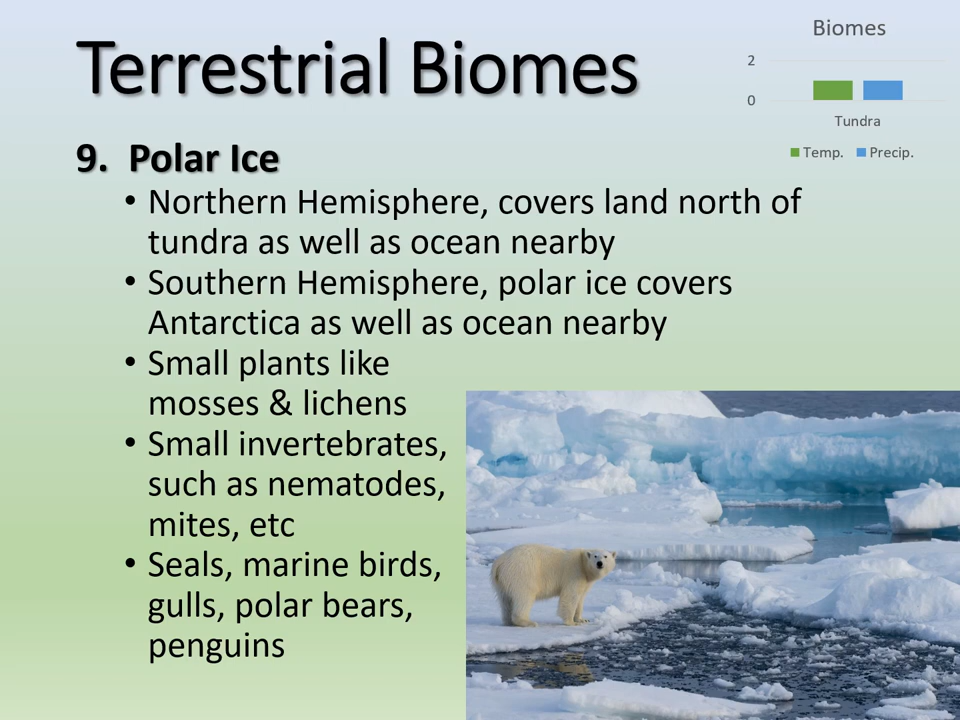 Terrestrial Biomes
Biomes
2
0
Tundra
Temp. Precip.
9. Polar Ice
• Northern Hemisphere, covers land north of
tundra as well as ocean nearby
• Southern Hemisphere, polar ice covers
Antarctica as well as ocean nearby
• Small plants like
mosses & lichens
• Small invertebrates,
such as nematodes,
mites, etc
• Seals, marine birds,
gulls, polar bears,
penguins